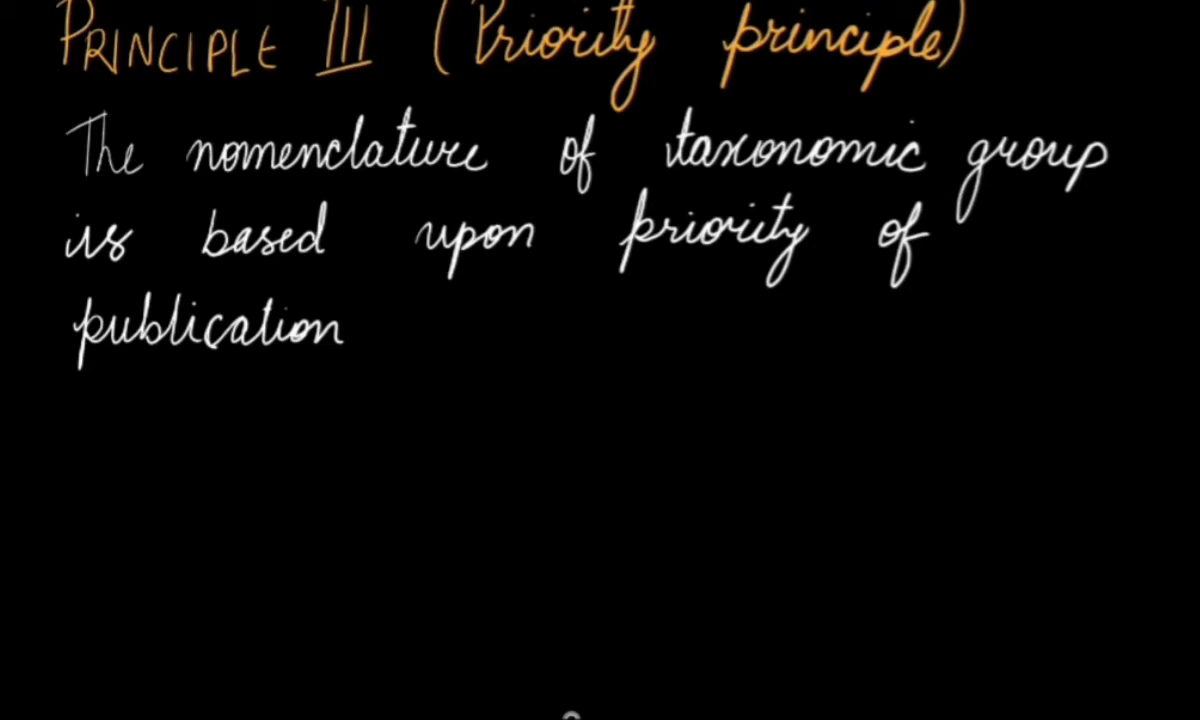 PRINCIPLE III (Priority principle)
The nomenclature of taxonomic group
is based upon priority of
publication